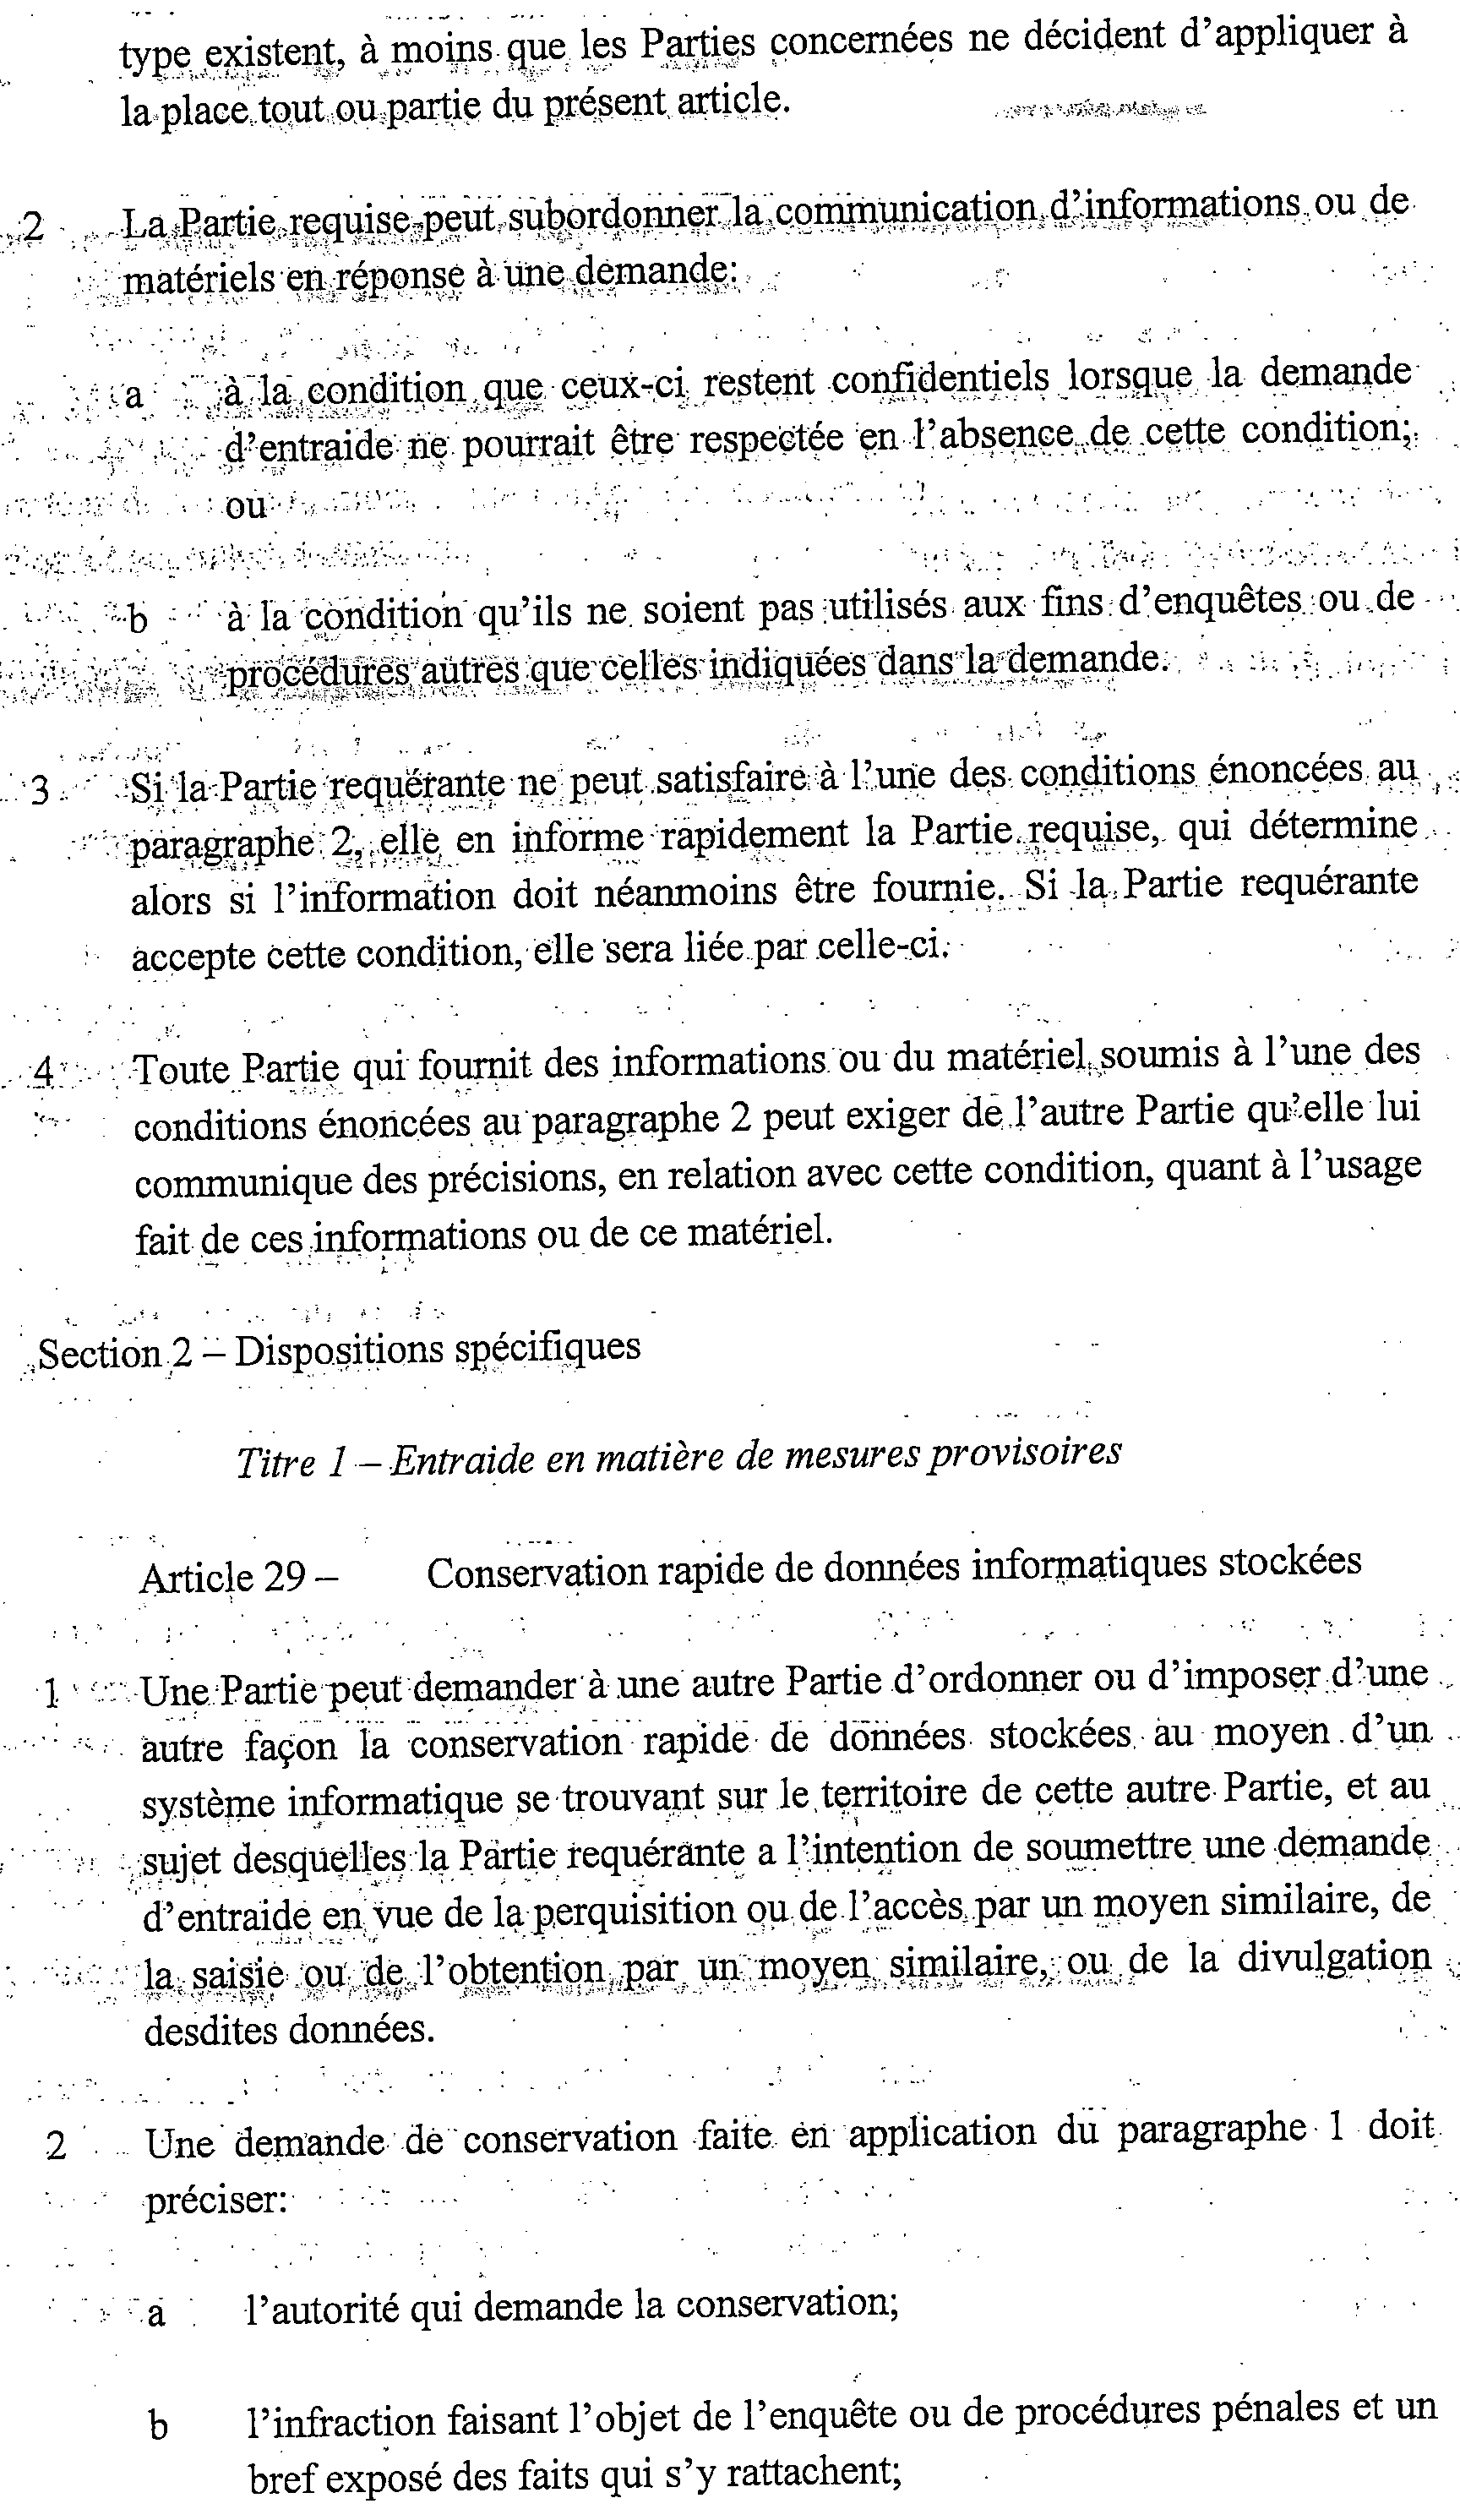 type existent, à moins que les Parties concernées ne décident d'appliquer à
la place tout ou partie du présent article.
2 La Partie requise peut subordonner la communication d'informations ou de
matériels en réponse à une demande:
a à la condition que ceux-ci restent confidentiels lorsque la demande
d'entraide ne pourrait être respectée en l'absence de cette condition;
ou
b à la condition qu'ils ne soient pas utilisés aux fins d'enquêtes ou de
procédures autres que celles indiquées dans la demande.
3 Si la Partie requérante ne peut satisfaire à l'une des conditions énoncées au
paragraphe 2, elle en informe rapidement la Partie requise, qui détermine
alors si l'information doit néanmoins être fournie. Si la Partie requérante
accepte cette condition, elle sera liée par celle-ci.
4 Toute Partie qui fournit des informations ou du matériel soumis à l'une des
conditions énoncées au paragraphe 2 peut exiger de l'autre Partie qu'elle lui
communique des précisions, en relation avec cette condition, quant à l'usage
fait de ces informations ou de ce matériel.
Section 2 – Dispositions spécifiques
Titre 1 – Entraide en matière de mesures provisoires
Article 29 – Conservation rapide de données informatiques stockées
1 Une Partie peut demander à une autre Partie d'ordonner ou d'imposer d'une
autre façon la conservation rapide de données stockées au moyen d'un
système informatique se trouvant sur le territoire de cette autre Partie, et au
sujet desquelles la Partie requérante a l'intention de soumettre une demande
d'entraide en vue de la perquisition ou de l'accès par un moyen similaire, de
la saisie ou de l'obtention par un moyen similaire, ou de la divulgation
desdites données.
2 Une demande de conservation faite en application du paragraphe 1 doit
préciser:
a l'autorité qui demande la conservation;
b l'infraction faisant l'objet de l'enquête ou de procédures pénales et un
bref exposé des faits qui s'y rattachent;